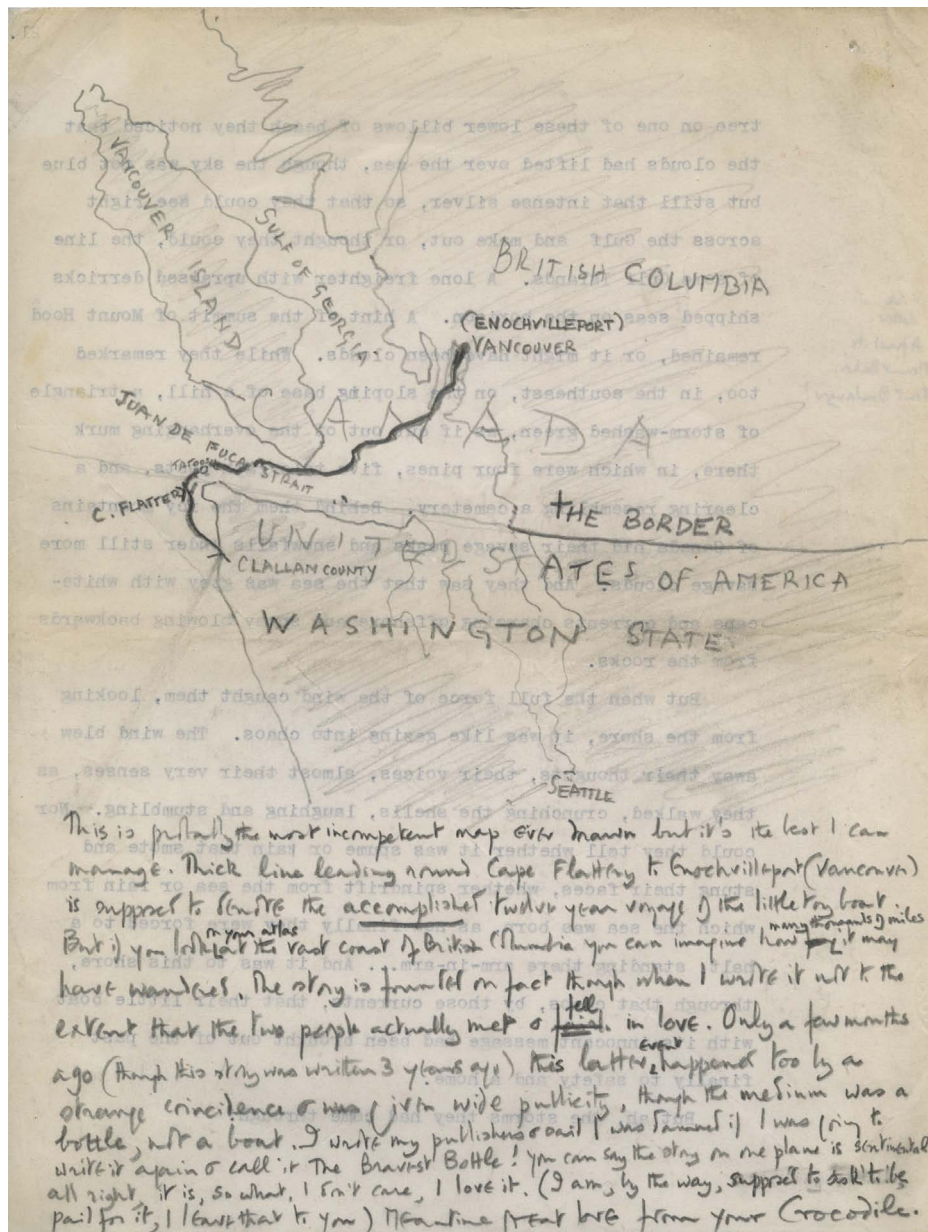 VANCOUVER ISLAND
GULF OF GEORGIA
BRITISH COLUMBIA
(ENOCHVILLEPORT)
VANCOUVER
CANADA
JUAN DE FUCA STRAIT
TATOOSH
C. FLATTERY
THE BORDER
UNITED STATES OF AMERICA
CLALLAN COUNTY
WASHINGTON STATE
SEATTLE
This is probably the most incompetent map ever drawn but it's the best I can
manage. Thick line leading round Cape Flattery to Enochvilleport (Vancouver)
is supposed to denote the accomplished twelve year voyage of the little toy boat.
But if you look on your atlas at the vast coast of British Columbia you can imagine how many thousands of miles it may
have wandered. The story is founded on fact though when I wrote it not to the
extent that the two people actually met & fell in love. Only a few months
ago (though this story was written 3 years ago) this latter event happened too by a
strange coincidence & was given wide publicity, though the medium was a
bottle, not a boat. I wrote my publishers & said I was damned if I was going to
write it again & call it The Bravest Bottle! You can say the story on one plane is sentimental
all right, it is, so what, I don't care, I love it. (I am, by the way, supposed to ask to be
paid for it, I leave that to you) Meantime great love from your Crocodile.